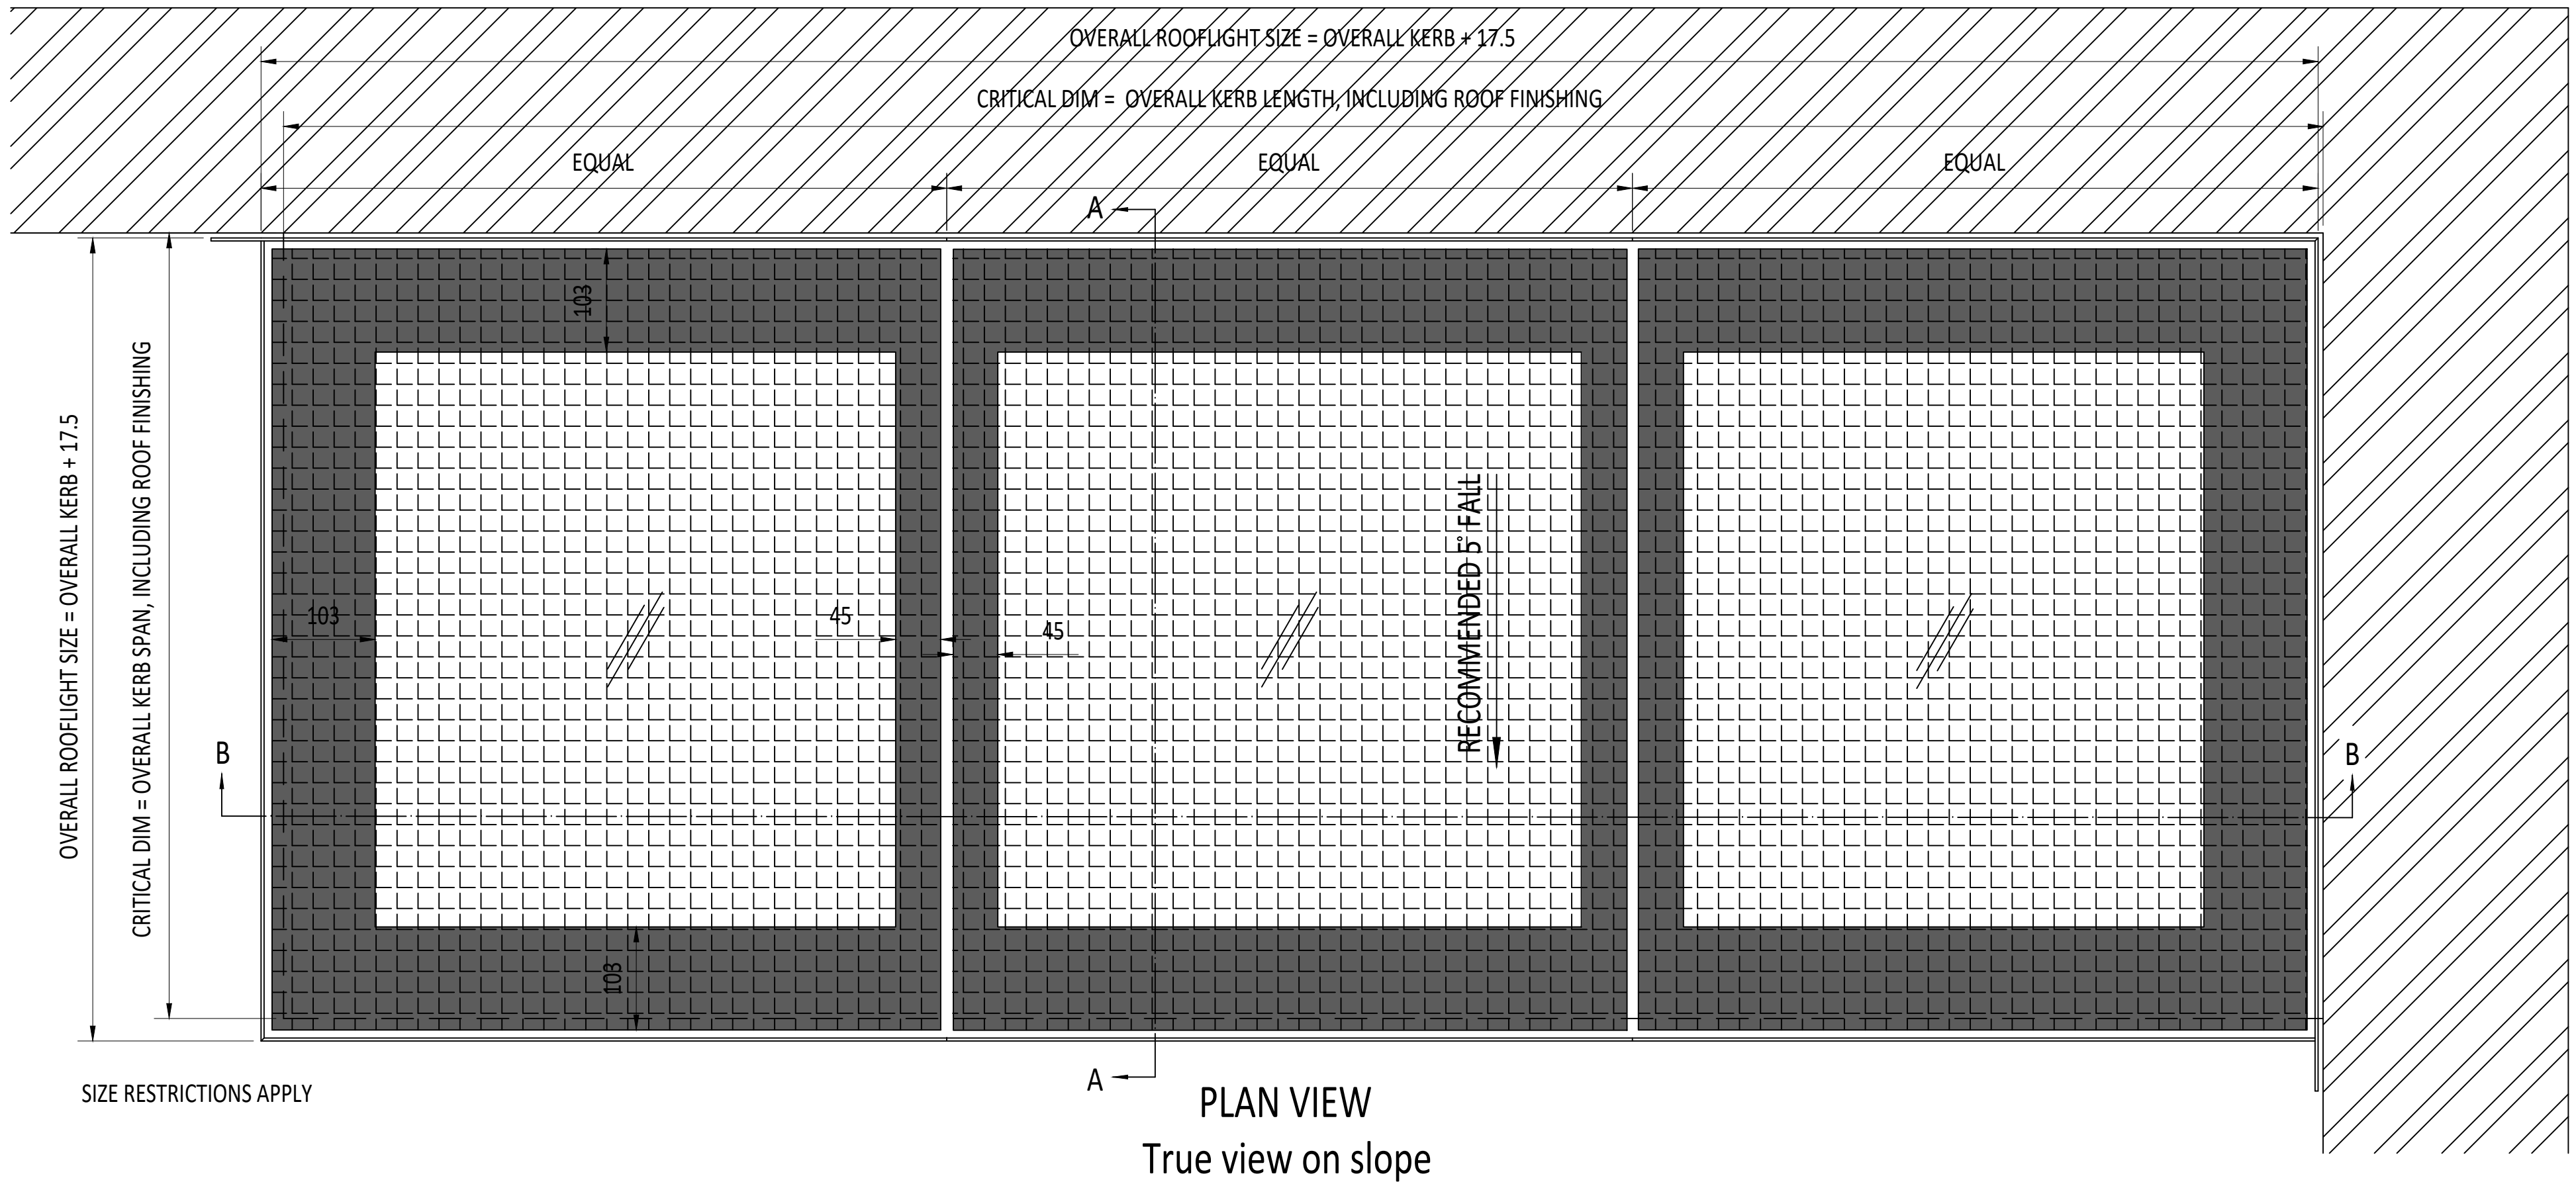 OVERALL ROOFLIGHT SIZE = OVERALL KERB + 17.5
CRITICAL DIM = OVERALL KERB LENGTH, INCLUDING ROOF FINISHING
EQUAL
EQUAL
EQUAL
A
OVERALL ROOFLIGHT SIZE = OVERALL KERB + 17.5
CRITICAL DIM = OVERALL KERB SPAN, INCLUDING ROOF FINISHING
103
103
45
45
RECOMMENDED 5° FALL
B
B
103
A
SIZE RESTRICTIONS APPLY
PLAN VIEW
True view on slope